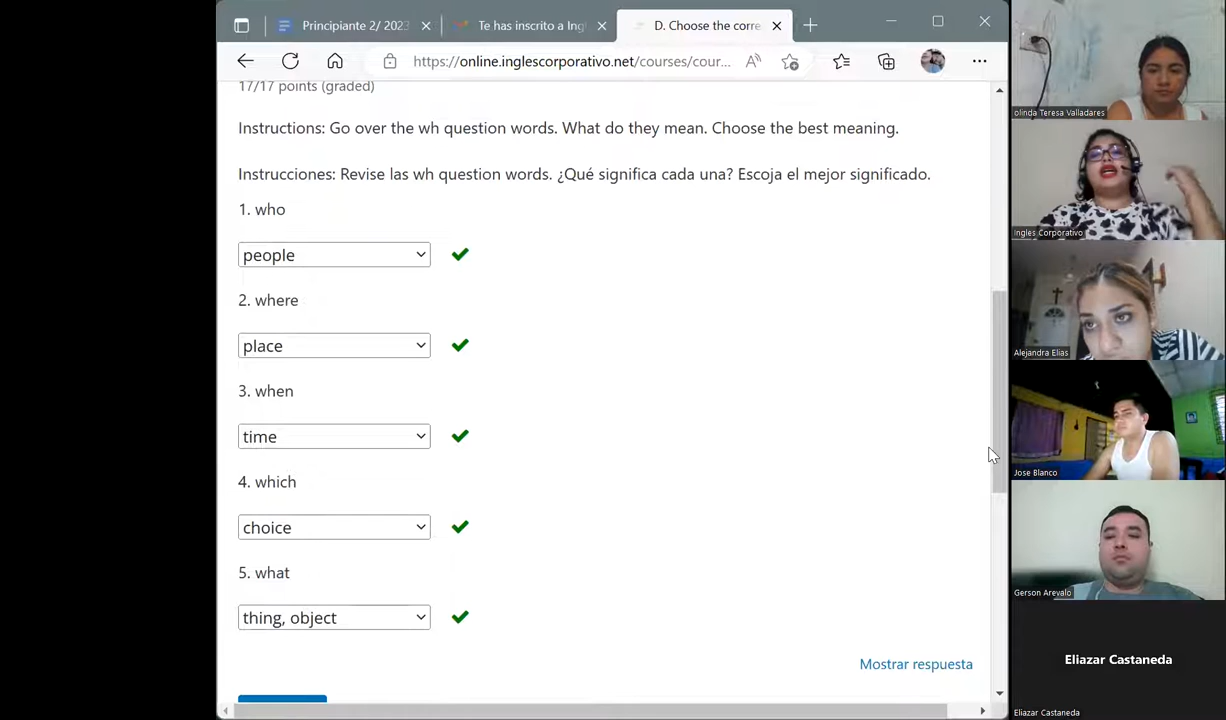 Principiante 2/ 2023
Te has inscrito a Ing
D. Choose the corre
https://online.inglescorporativo.net/courses/cour...
17/17 points (graded)
Instructions: Go over the wh question words. What do they mean. Choose the best meaning.
Instrucciones: Revise las wh question words. ¿Qué significa cada una? Escoja el mejor significado.
1. who
people
2. where
place
3. when
time
4. which
choice
5. what
thing, object
Mostrar respuesta
olinda Teresa Valladares
Ingles Corporativo
Alejandra Elias
Jose Blanco
Gerson Arevalo
Eliazar Castaneda
Eliazar Castaneda